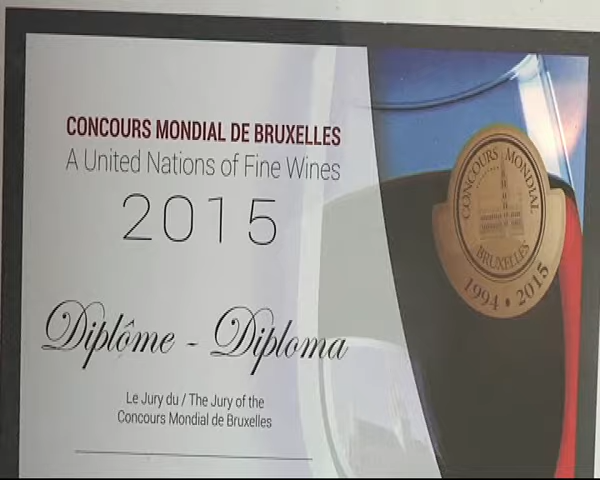 CONCOURS MONDIAL DE BRUXELLES
A United Nations of Fine Wines
2015
Diplôme - Diploma
Le Jury du / The Jury of the
Concours Mondial de Bruxelles
CONCOURS MONDIAL
BRUXELLES
1994 • 2015